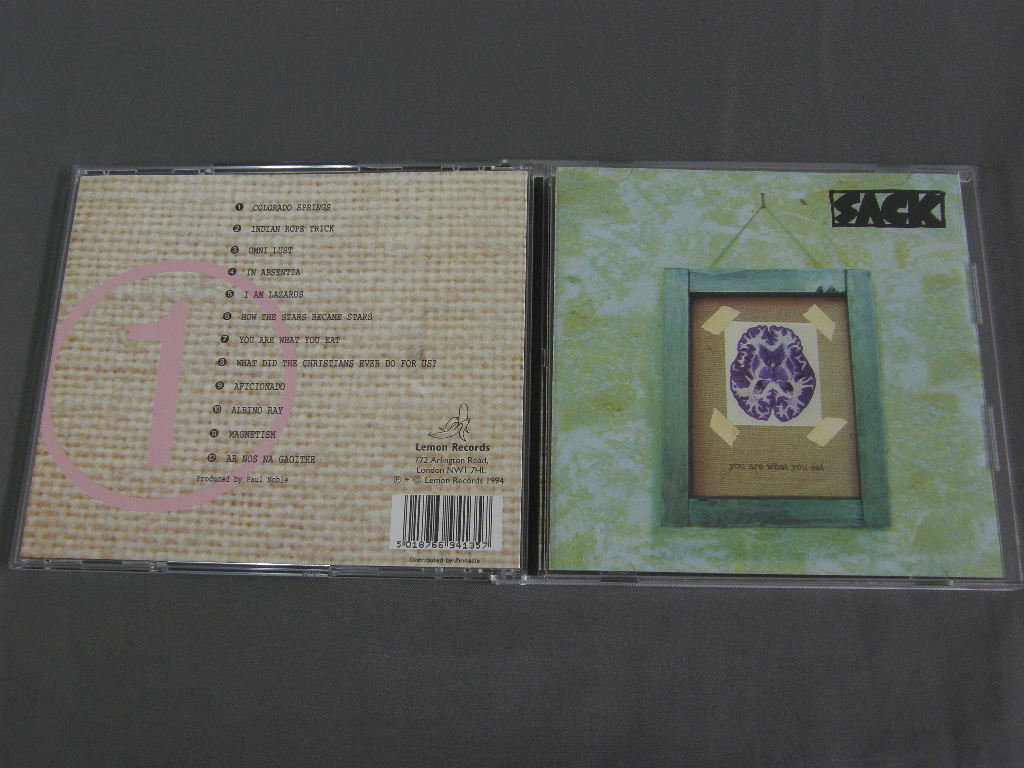 1 COLORADO SPRINGS
2 INDIAN ROPE TRICK
3 OMNI LUST
4 IN ABSENTIA
5 I AM LAZARUS
6 HOW THE STARS BECAME STARS
7 YOU ARE WHAT YOU EAT
8 WHAT DID THE CHRISTIANS EVER DO FOR US?
9 AFICIONADO
10 ALBINO RAY
11 MAGNETISM
12 AR NOS NA GAOITHE
Produced by Paul Noble
1
Lemon Records
172 Arlington Road,
London NW1 7HL
℗ + © Lemon Records 1994
5 018766 941357
Distributed by Pinnacle
SACK
you are what you eat